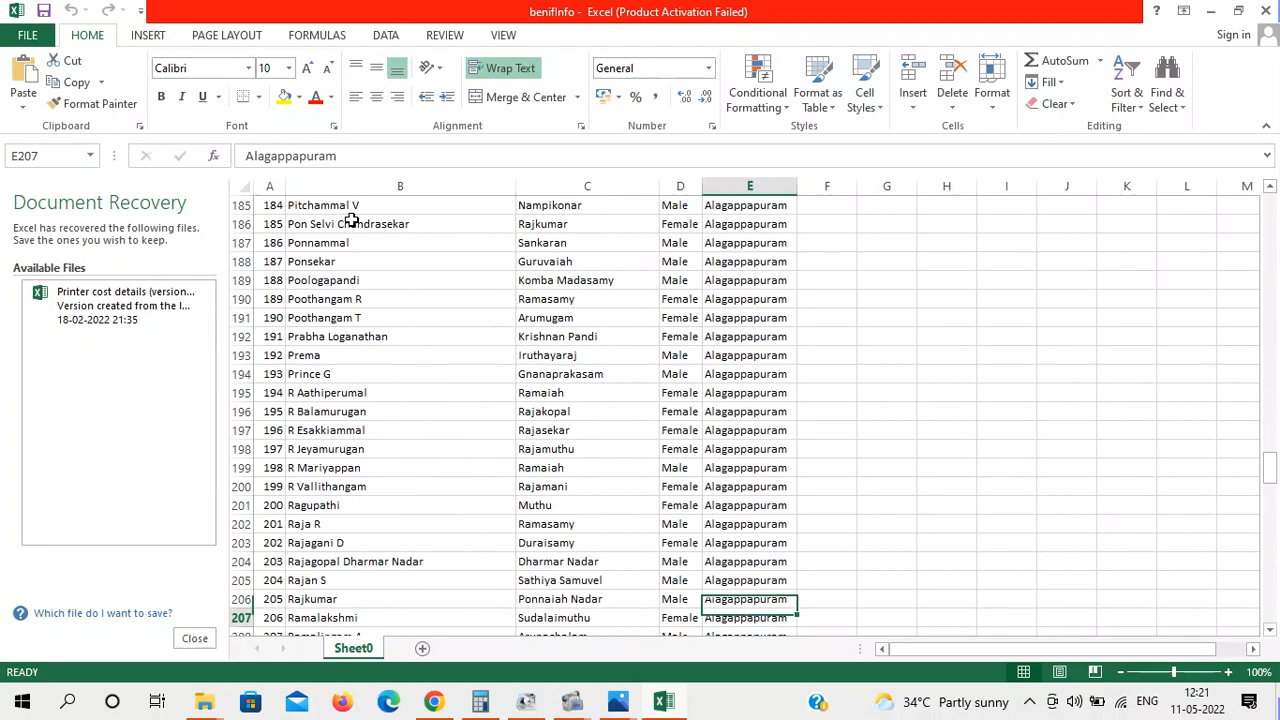 benifInfo - Excel (Product Activation Failed)
FILE HOME INSERT PAGE LAYOUT FORMULAS DATA REVIEW VIEW Sign in
Cut
Copy
Format Painter
Paste
Clipboard
Calibri 10
B I U
Font
Wrap Text
Merge & Center
Alignment
General
Number
Conditional Formatting
Format as Table
Cell Styles
Styles
Insert Delete Format
Cells
AutoSum
Fill
Clear
Sort & Filter
Find & Select
Editing
E207 fx Alagappapuram
Document Recovery
Excel has recovered the following files.
Save the ones you wish to keep.
Available Files
Printer cost details (version...
Version created from the l...
18-02-2022 21:35
Which file do I want to save?
Close
A B C D E F G H I J K L M
185 184 Pitchammal V Nampikonar Male Alagappapuram
186 185 Pon Selvi Chandrasekar Rajkumar Female Alagappapuram
187 186 Ponnammal Sankaran Male Alagappapuram
188 187 Ponsekar Guruvaiah Male Alagappapuram
189 188 Poologapandi Komba Madasamy Male Alagappapuram
190 189 Poothangam R Ramasamy Female Alagappapuram
191 190 Poothangam T Arumugam Female Alagappapuram
192 191 Prabha Loganathan Krishnan Pandi Female Alagappapuram
193 192 Prema Iruthayaraj Male Alagappapuram
194 193 Prince G Gnanaprakasam Male Alagappapuram
195 194 R Aathiperumal Ramaiah Female Alagappapuram
196 195 R Balamurugan Rajakopal Female Alagappapuram
197 196 R Esakkiammal Rajasekar Female Alagappapuram
198 197 R Jeyamurugan Rajamuthu Female Alagappapuram
199 198 R Mariyappan Ramaiah Male Alagappapuram
200 199 R Vallithangam Rajamani Female Alagappapuram
201 200 Ragupathi Muthu Female Alagappapuram
202 201 Raja R Ramasamy Male Alagappapuram
203 202 Rajagani D Duraisamy Female Alagappapuram
204 203 Rajagopal Dharmar Nadar Dharmar Nadar Male Alagappapuram
205 204 Rajan S Sathiya Samuvel Male Alagappapuram
206 205 Rajkumar Ponnaiah Nadar Male Alagappapuram
207 206 Ramalakshmi Sudalaimuthu Female Alagappapuram
Sheet0
READY 100%
34°C Partly sunny ENG 12:21
11-05-2022